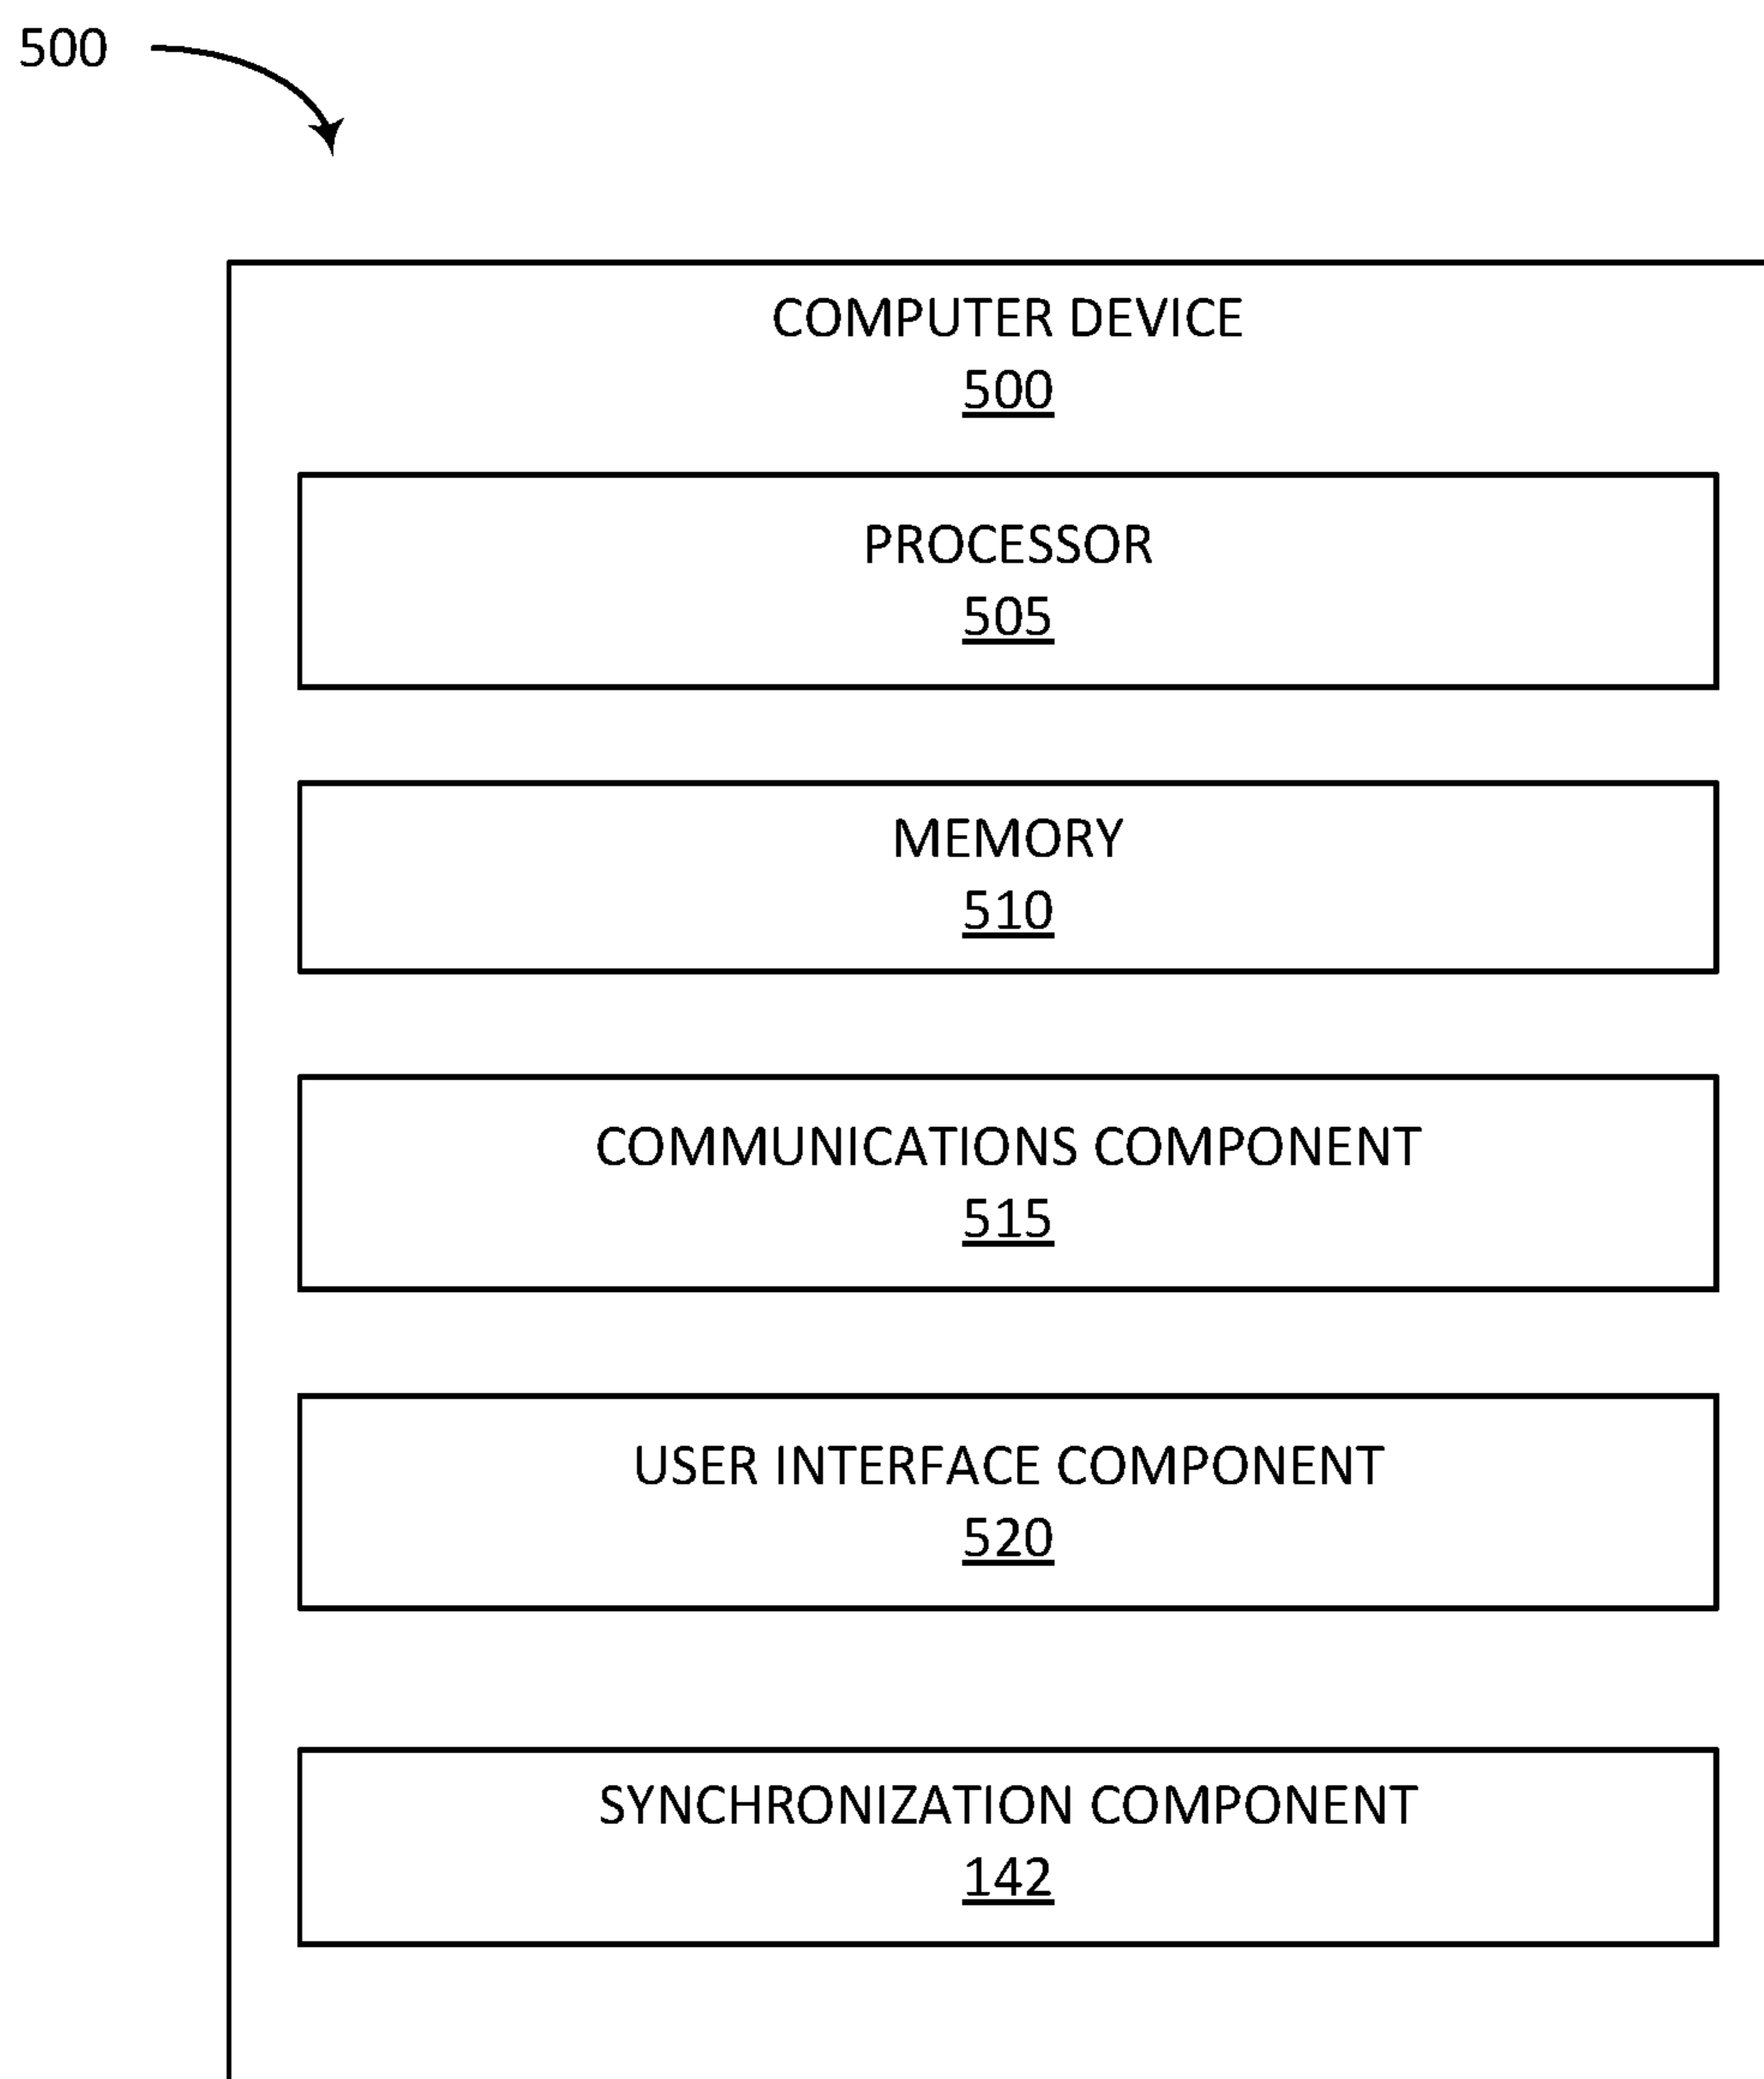 500
COMPUTER DEVICE
500
PROCESSOR
505
MEMORY
510
COMMUNICATIONS COMPONENT
515
USER INTERFACE COMPONENT
520
SYNCHRONIZATION COMPONENT
142